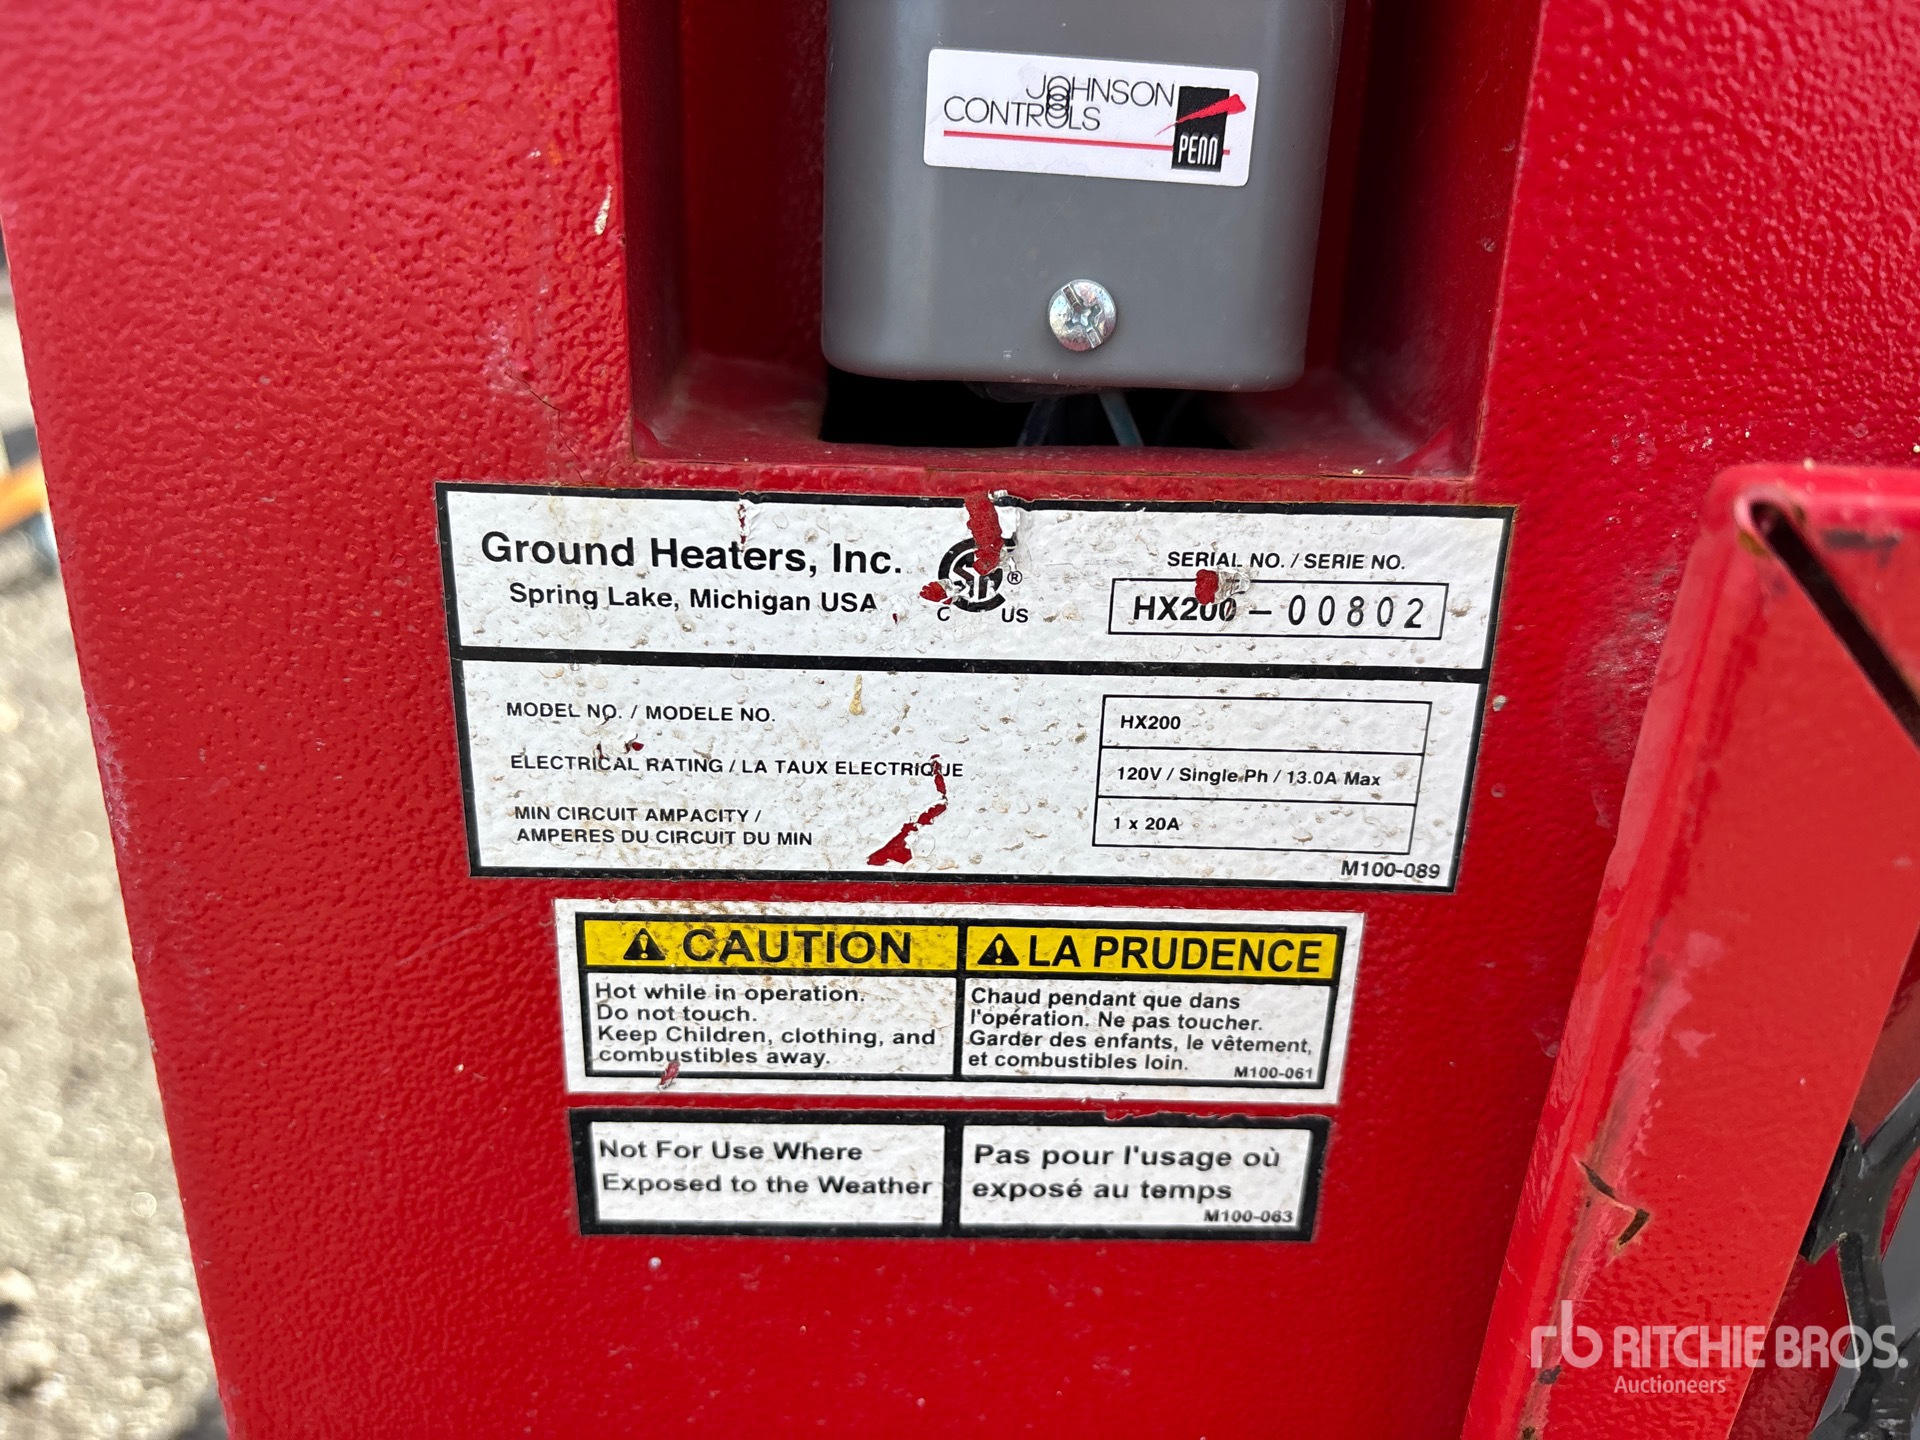 JOHNSON
CONTROLS
PENN
Ground Heaters, Inc.
Spring Lake, Michigan USA
C US ®
SERIAL NO. / SERIE NO.
HX200 – 00802
MODEL NO. / MODELE NO.
HX200
ELECTRICAL RATING / LA TAUX ELECTRIQUE
120V / Single Ph / 13.0A Max
MIN CIRCUIT AMPACITY /
AMPERES DU CIRCUIT DU MIN
1 x 20A
M100-089
CAUTION
Hot while in operation.
Do not touch.
Keep Children, clothing, and
combustibles away.
LA PRUDENCE
Chaud pendant que dans
l'opération. Ne pas toucher.
Garder des enfants, le vêtement,
et combustibles loin.
M100-061
Not For Use Where
Exposed to the Weather
Pas pour l'usage où
exposé au temps
M100-063
rb RITCHIE BROS.
Auctioneers